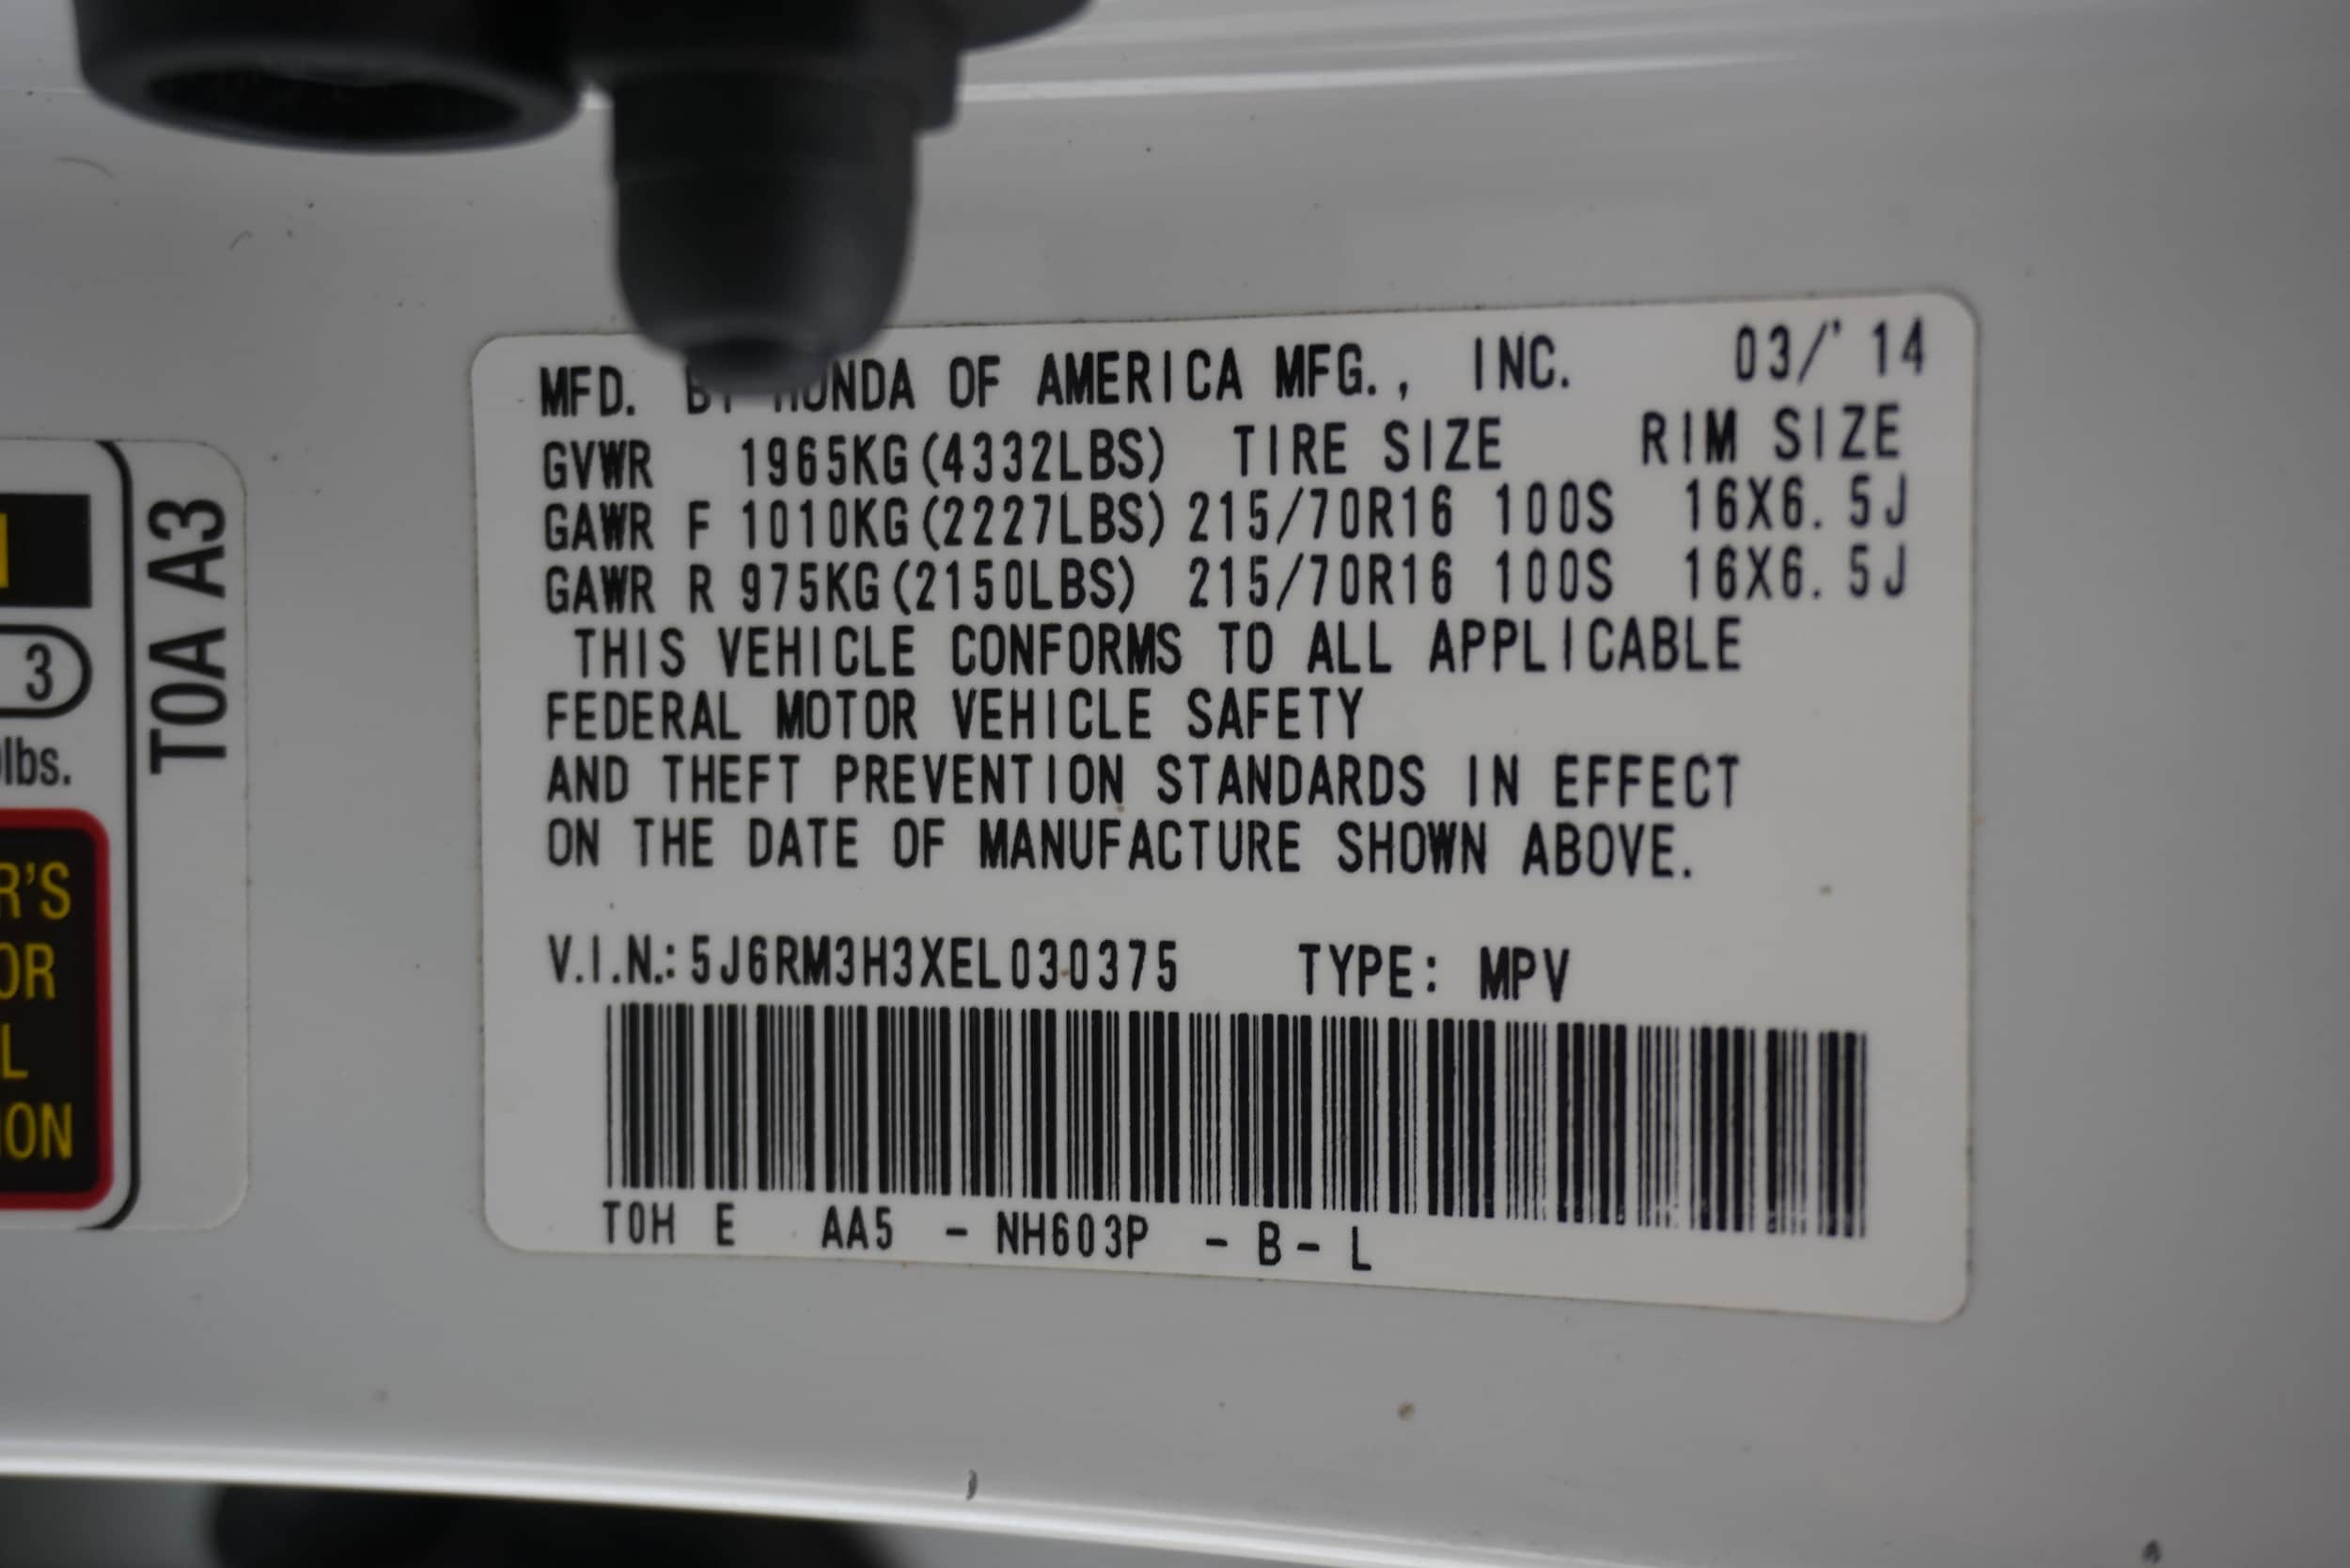 MFD. BY HONDA OF AMERICA MFG., INC. 03/'14
GVWR 1965KG(4332LBS) TIRE SIZE RIM SIZE
GAWR F 1010KG(2227LBS) 215/70R16 100S 16X6.5J
GAWR R 975KG(2150LBS) 215/70R16 100S 16X6.5J
THIS VEHICLE CONFORMS TO ALL APPLICABLE
FEDERAL MOTOR VEHICLE SAFETY
AND THEFT PREVENTION STANDARDS IN EFFECT
ON THE DATE OF MANUFACTURE SHOWN ABOVE.
V.I.N.: 5J6RM3H3XEL030375 TYPE: MPV
T0H E AA5 - NH603P - B - L
T0A A3
3
lbs.
R'S
OR
L
ION